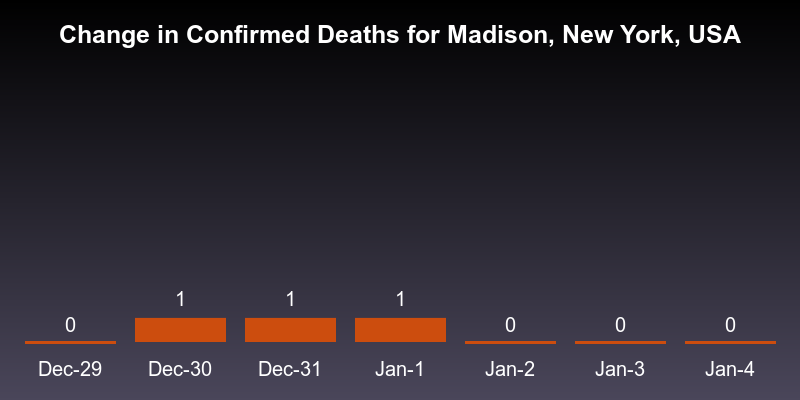 Change in Confirmed Deaths for Madison, New York, USA
1 1 1
0 0 0 0
Dec-29 Dec-30 Dec-31 Jan-1 Jan-2 Jan-3 Jan-4